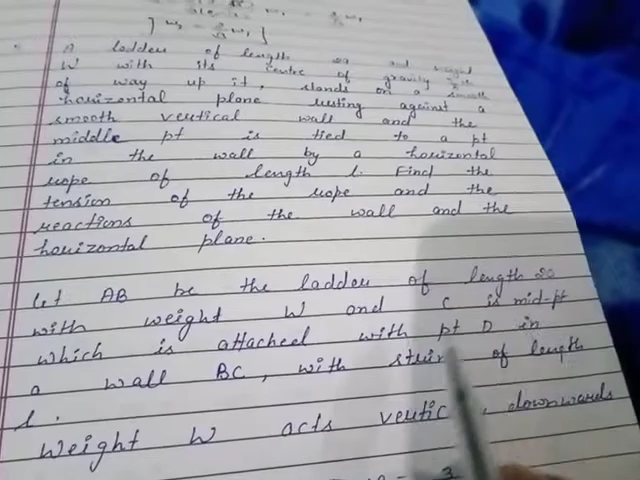 A ladder of length and weight
W with its centre of gravity
of way up it, stands on a smooth
horizontal plane resting against a
smooth vertical wall and the
middle pt is tied to a pt
in the wall by a horizontal
rope of length l. Find the
tension of the rope and the
reactions of the wall and the
horizontal plane.
Let AB be the ladder of length
with weight W and C is mid-pt
which is attached with pt D in
a wall BC, with of length
l.
Weight W acts downwards
3